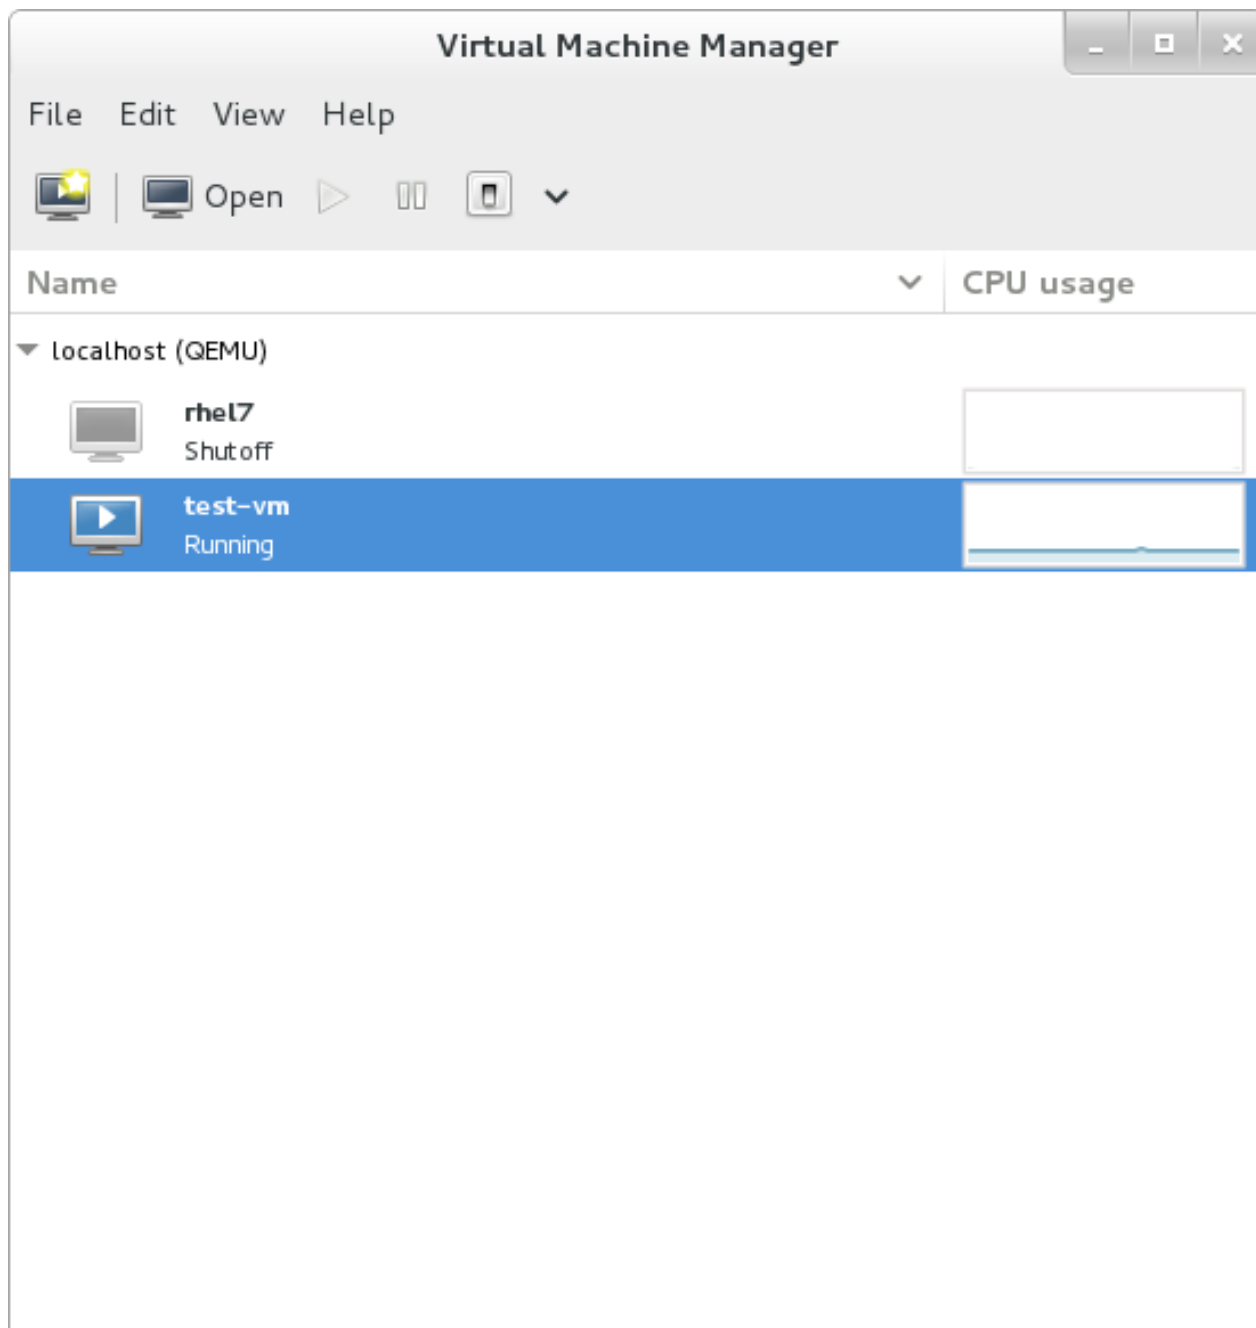 Virtual Machine Manager
File Edit View Help
Open
Name CPU usage
localhost (QEMU)
rhel7
Shutoff
test-vm
Running